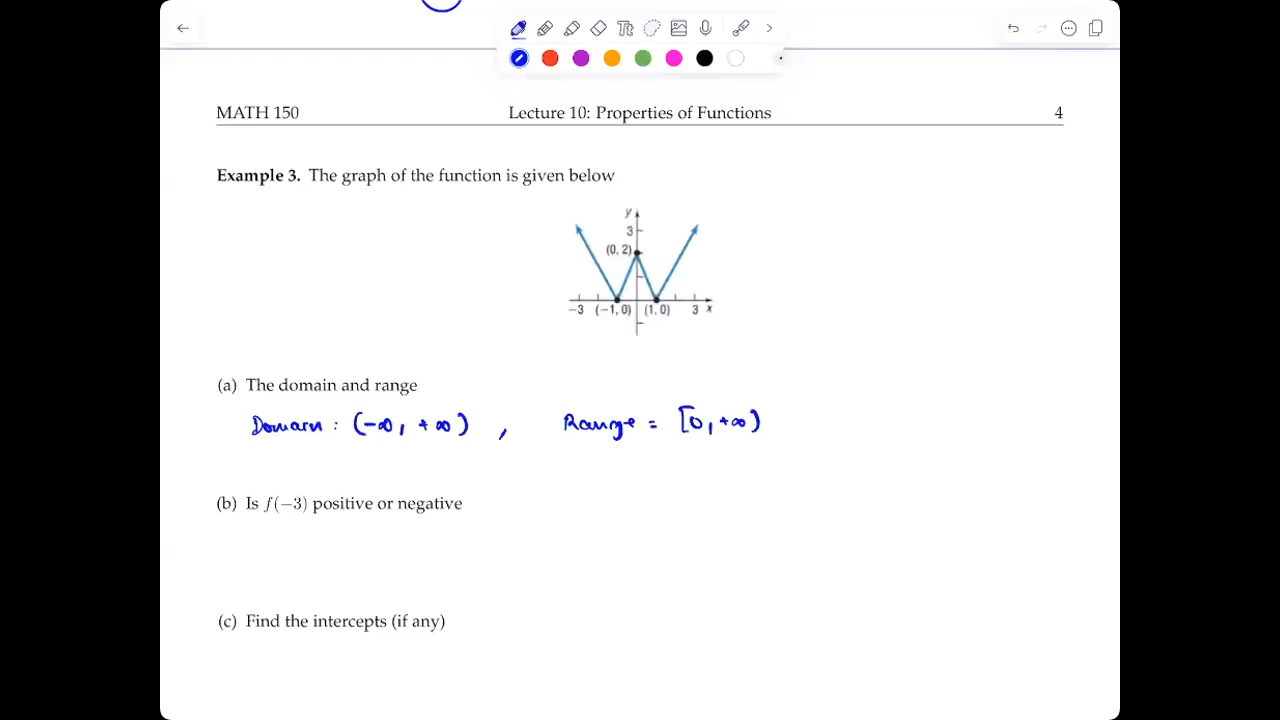 MATH 150 Lecture 10: Properties of Functions 4
Example 3. The graph of the function is given below
y
3
(0, 2)
−3 (−1, 0) (1, 0) 3 x
(a) The domain and range
Domain : (-∞, +∞) , Range = [0, +∞)
(b) Is f(−3) positive or negative
(c) Find the intercepts (if any)